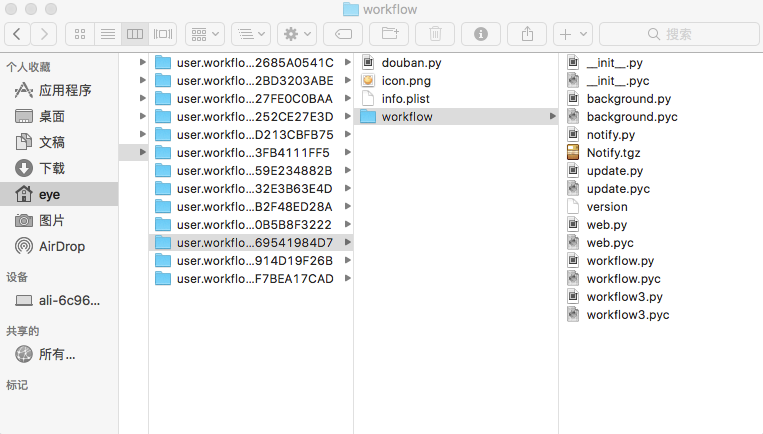 workflow
搜索
个人收藏
应用程序
桌面
文稿
下载
eye
图片
AirDrop
设备
ali-6c96...
共享的
所有...
标记
user.workflo...2685A0541C
user.workflo...2BD3203ABE
user.workflo...27FE0C0BAA
user.workflo...252CE27E3D
user.workflo...D213CBFB75
user.workflo...3FB4111FF5
user.workflo...59E234882B
user.workflo...32E3B63E4D
user.workflo...B2F48ED28A
user.workflo...0B5B8F3222
user.workflo...69541984D7
user.workflo...914D19F26B
user.workflo...F7BEA17CAD
douban.py
icon.png
info.plist
workflow
__init__.py
__init__.pyc
background.py
background.pyc
notify.py
Notify.tgz
update.py
update.pyc
version
web.py
web.pyc
workflow.py
workflow.pyc
workflow3.py
workflow3.pyc